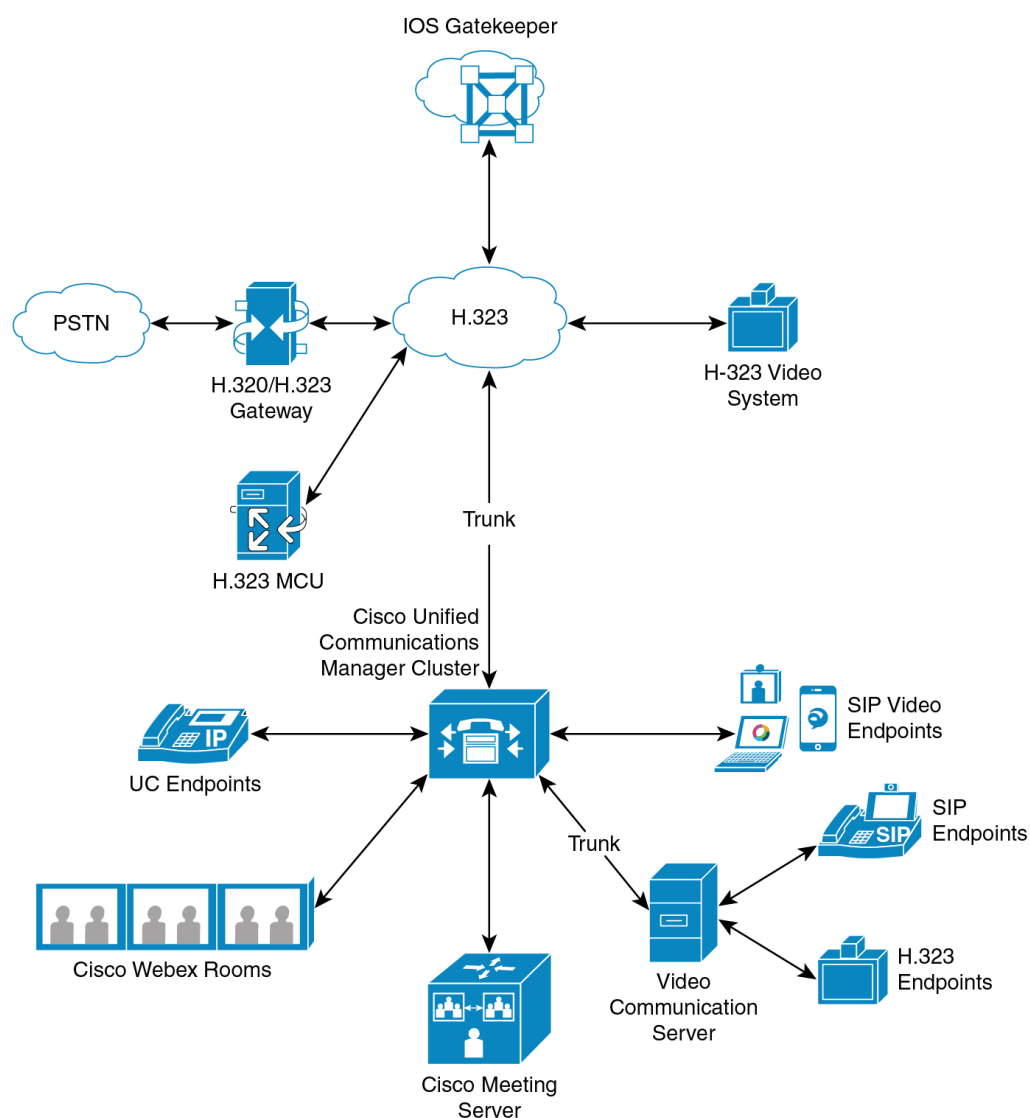 IOS Gatekeeper
PSTN
H.323
H.320/H.323
Gateway
H-323 Video
System
H.323 MCU
Trunk
Cisco Unified
Communications
Manager Cluster
IP
UC Endpoints
SIP Video
Endpoints
Trunk
SIP
SIP
Endpoints
Cisco Webex Rooms
Video
Communication
Server
H.323
Endpoints
Cisco Meeting
Server